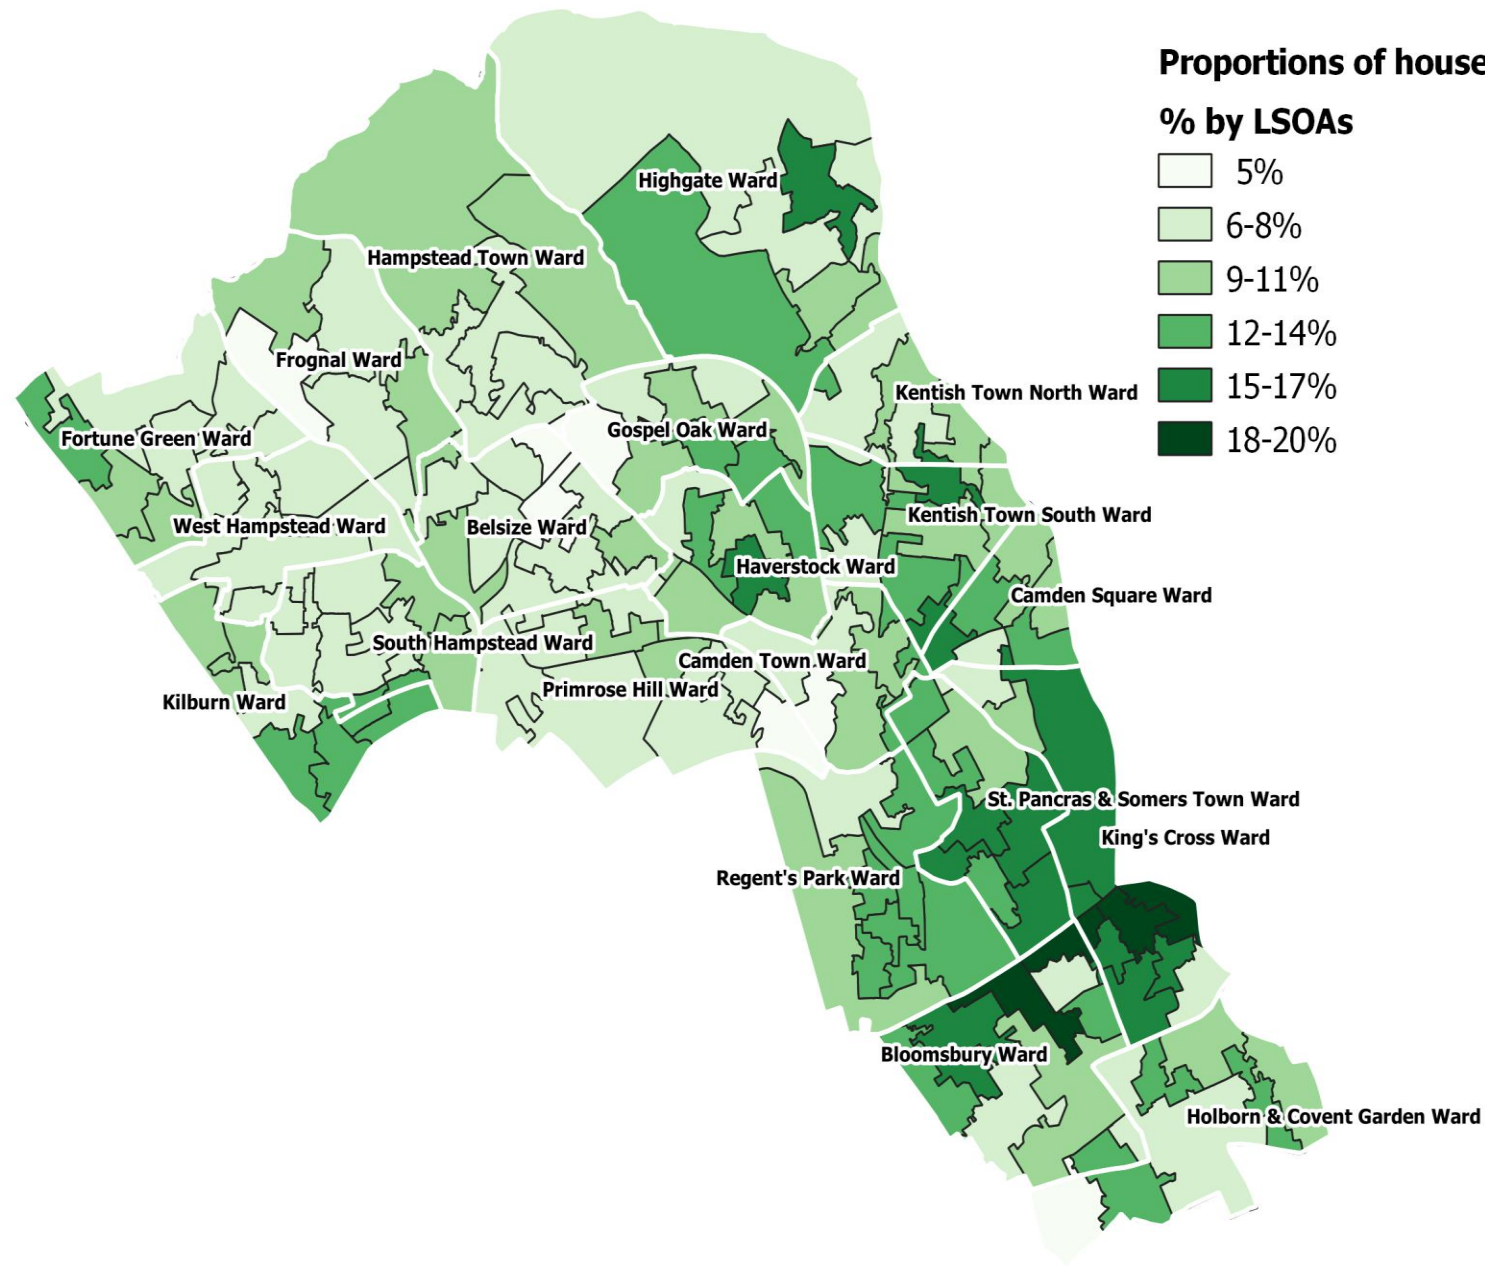 Proportions of house
% by LSOAs
5%
6-8%
9-11%
12-14%
15-17%
18-20%
Highgate Ward
Hampstead Town Ward
Frognal Ward
Kentish Town North Ward
Gospel Oak Ward
Fortune Green Ward
Kentish Town South Ward
West Hampstead Ward
Belsize Ward
Haverstock Ward
Camden Square Ward
South Hampstead Ward
Camden Town Ward
Primrose Hill Ward
Kilburn Ward
St. Pancras & Somers Town Ward
King's Cross Ward
Regent's Park Ward
Bloomsbury Ward
Holborn & Covent Garden Ward